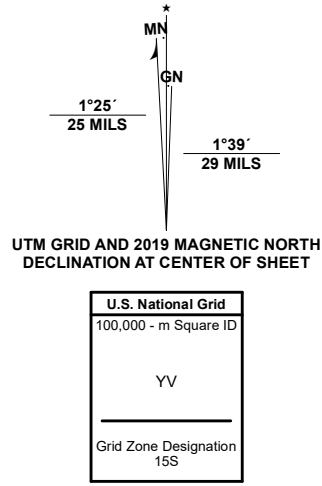 ★
MN
GN
1°25´
25 MILS
1°39´
29 MILS
UTM GRID AND 2019 MAGNETIC NORTH
DECLINATION AT CENTER OF SHEET
U.S. National Grid
100,000 - m Square ID
YV
Grid Zone Designation
15S